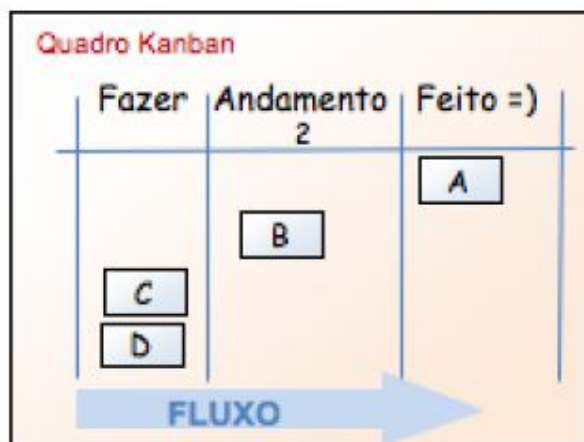 Quadro Kanban
Fazer Andamento Feito =)
2
A
B
C
D
FLUXO